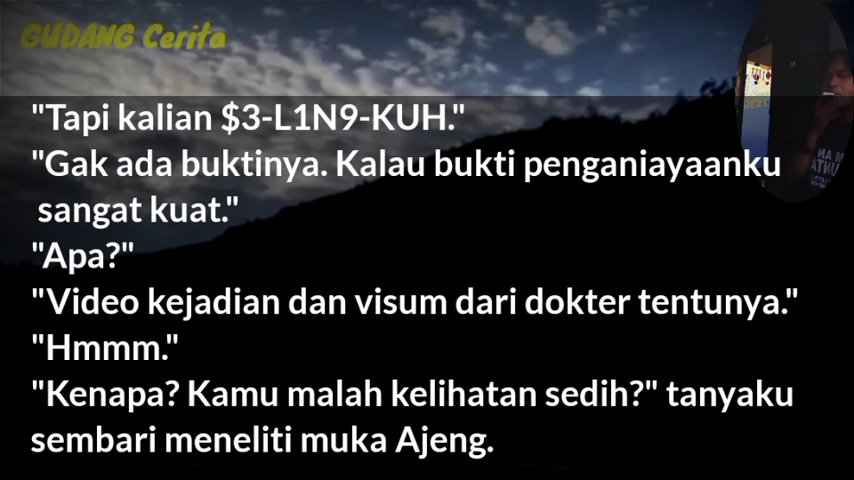 GUDANG Cerita
"Tapi kalian $3-L1N9-KUH."
"Gak ada buktinya. Kalau bukti penganiayaanku
sangat kuat."
"Apa?"
"Video kejadian dan visum dari dokter tentunya."
"Hmmm."
"Kenapa? Kamu malah kelihatan sedih?" tanyaku
sembari meneliti muka Ajeng.